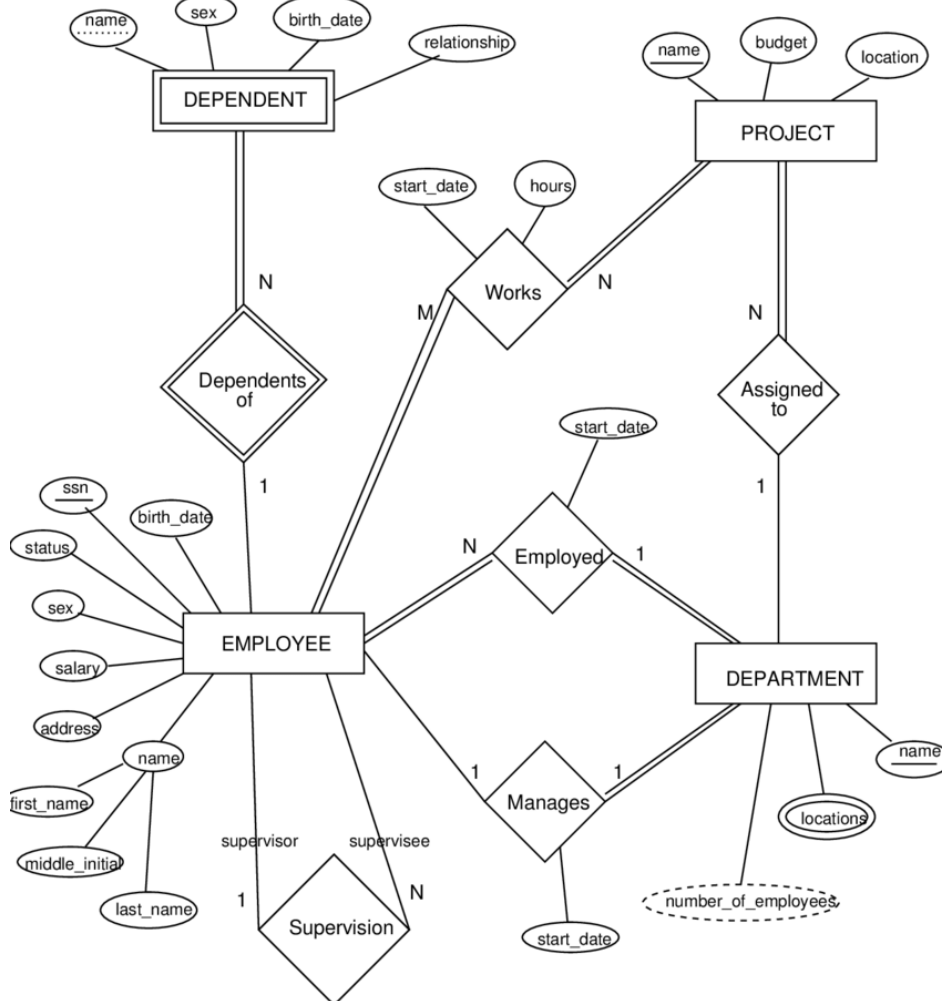 name
sex
birth_date
relationship
DEPENDENT
name
budget
location
PROJECT
start_date
hours
Works
M
N
N
Dependents
of
1
N
Assigned
to
1
start_date
N
Employed
1
ssn
birth_date
status
sex
salary
address
name
first_name
middle_initial
last_name
EMPLOYEE
DEPARTMENT
name
locations
number_of_employees
1
Manages
1
start_date
supervisor
supervisee
1
N
Supervision